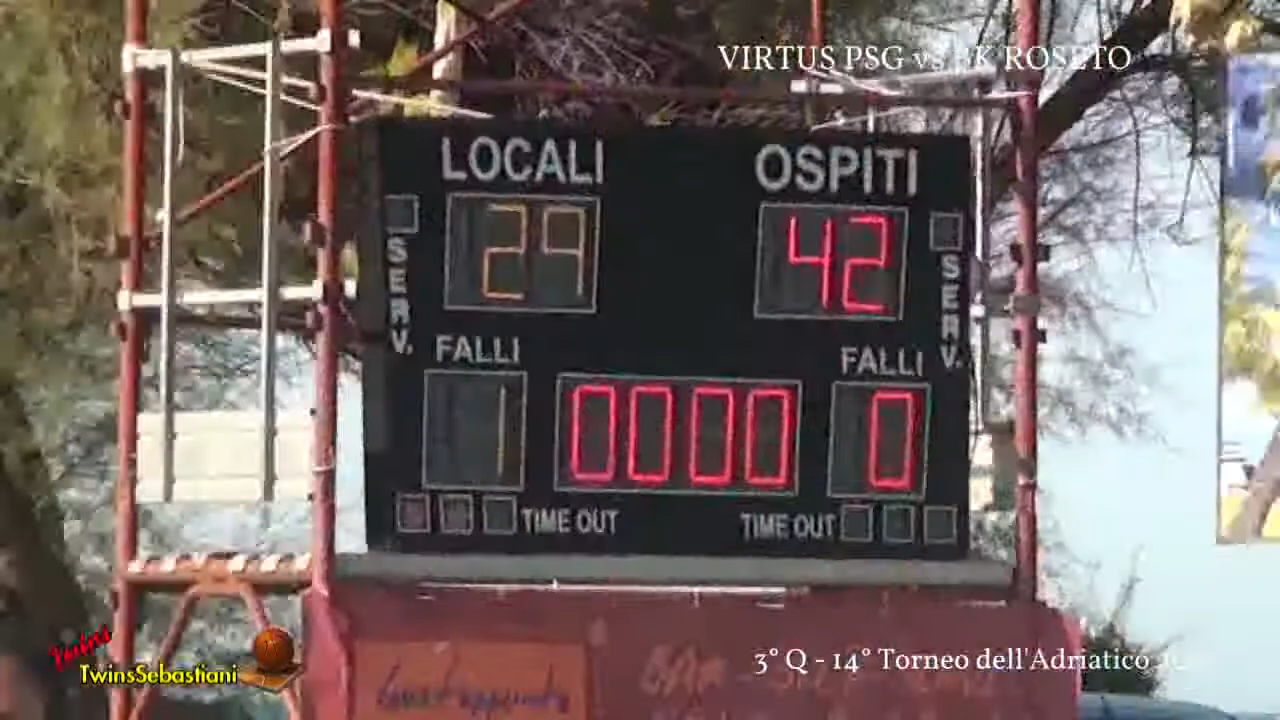 VIRTUS PSG vs K ROSETO
LOCALI
OSPITI
29
42
SERV.
SERV.
FALLI
FALLI
1
0000
0
TIME OUT
TIME OUT
3° Q - 14° Torneo dell'Adriatico
Twins
TwinsSebastiani